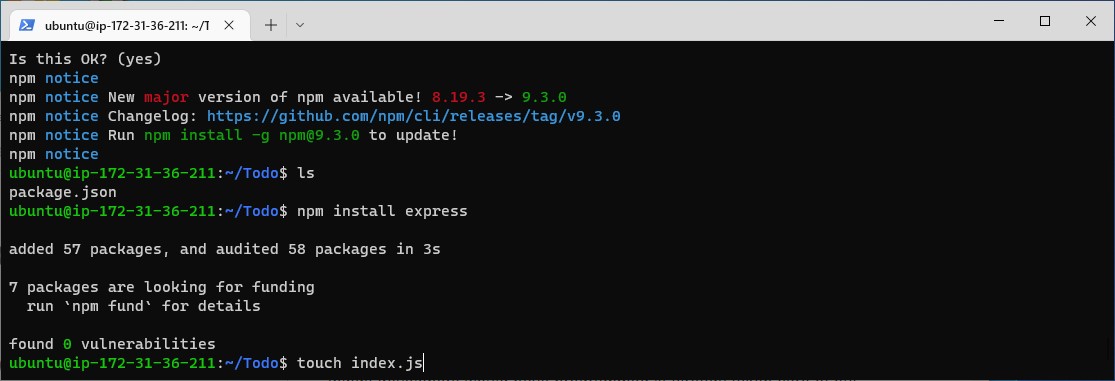 ubuntu@ip-172-31-36-211: ~/T
Is this OK? (yes)
npm notice
npm notice New major version of npm available! 8.19.3 -> 9.3.0
npm notice Changelog: https://github.com/npm/cli/releases/tag/v9.3.0
npm notice Run npm install -g npm@9.3.0 to update!
npm notice
ubuntu@ip-172-31-36-211:~/Todo$ ls
package.json
ubuntu@ip-172-31-36-211:~/Todo$ npm install express
added 57 packages, and audited 58 packages in 3s
7 packages are looking for funding
run `npm fund` for details
found 0 vulnerabilities
ubuntu@ip-172-31-36-211:~/Todo$ touch index.js